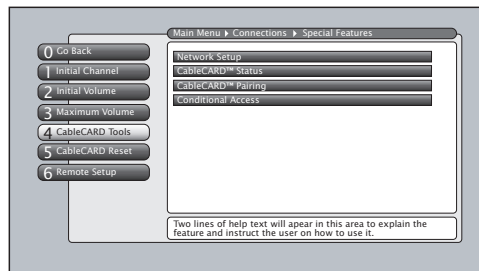 Main Menu ▸ Connections ▸ Special Features
0 Go Back
1 Initial Channel
2 Initial Volume
3 Maximum Volume
4 CableCARD Tools
5 CableCARD Reset
6 Remote Setup
Network Setup
CableCARD™ Status
CableCARD™ Pairing
Conditional Access
Two lines of help text will apear in this area to explain the
feature and instruct the user on how to use it.